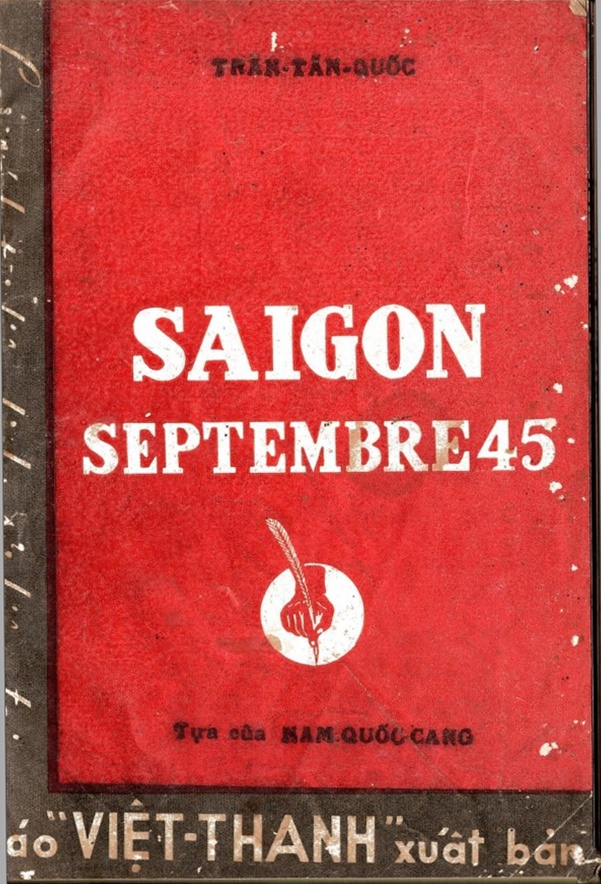 TRẦN-TẤN-QUỐC
SAIGON
SEPTEMBRE 45
Tựa của NAM-QUỐC-CANG
áo "VIỆT-THANH" xuất bản